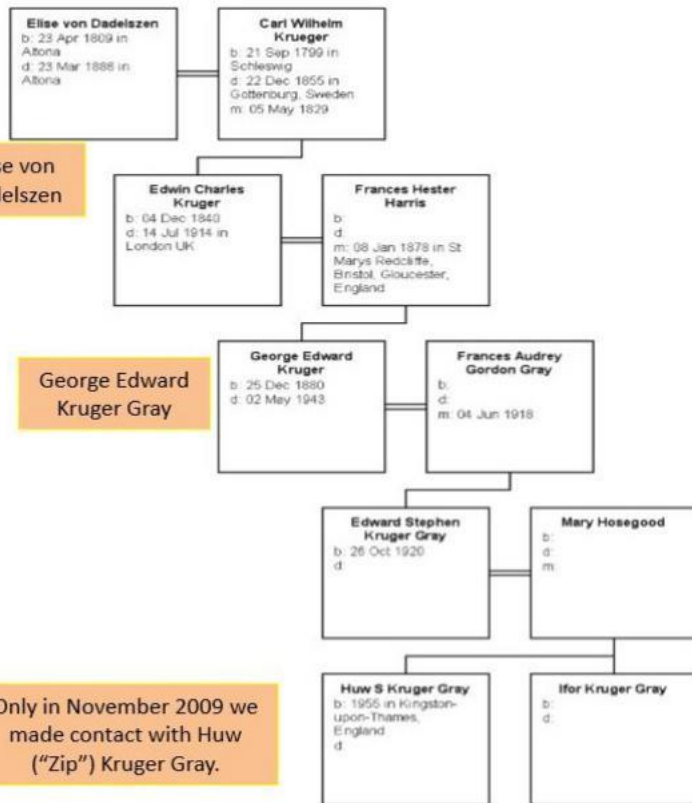 Elise von Dadelszen
b: 23 Apr 1809 in
Altona
d: 23 Mar 1886 in
Altona
Carl Wilhelm
Krueger
b: 21 Sep 1799 in
Schleswig
d: 22 Dec 1855 in
Gottenburg, Sweden
m: 05 May 1829
se von
elszen
Edwin Charles
Kruger
b: 04 Dec 1840
d: 14 Jul 1914 in
London UK
Frances Hester
Harris
b:
d:
m: 08 Jan 1878 in St
Marys Redcliffe,
Bristol, Gloucester,
England
George Edward
Kruger Gray
George Edward
Kruger
b: 25 Dec 1880
d: 02 May 1943
Frances Audrey
Gordon Gray
b:
d:
m: 04 Jun 1918
Edward Stephen
Kruger Gray
b: 26 Oct 1920
d:
Mary Hosegood
b:
d:
m:
Only in November 2009 we
made contact with Huw
("Zip") Kruger Gray.
Huw S Kruger Gray
b: 1955 in Kingston-
upon-Thames,
England
d:
Ifor Kruger Gray
b:
d: